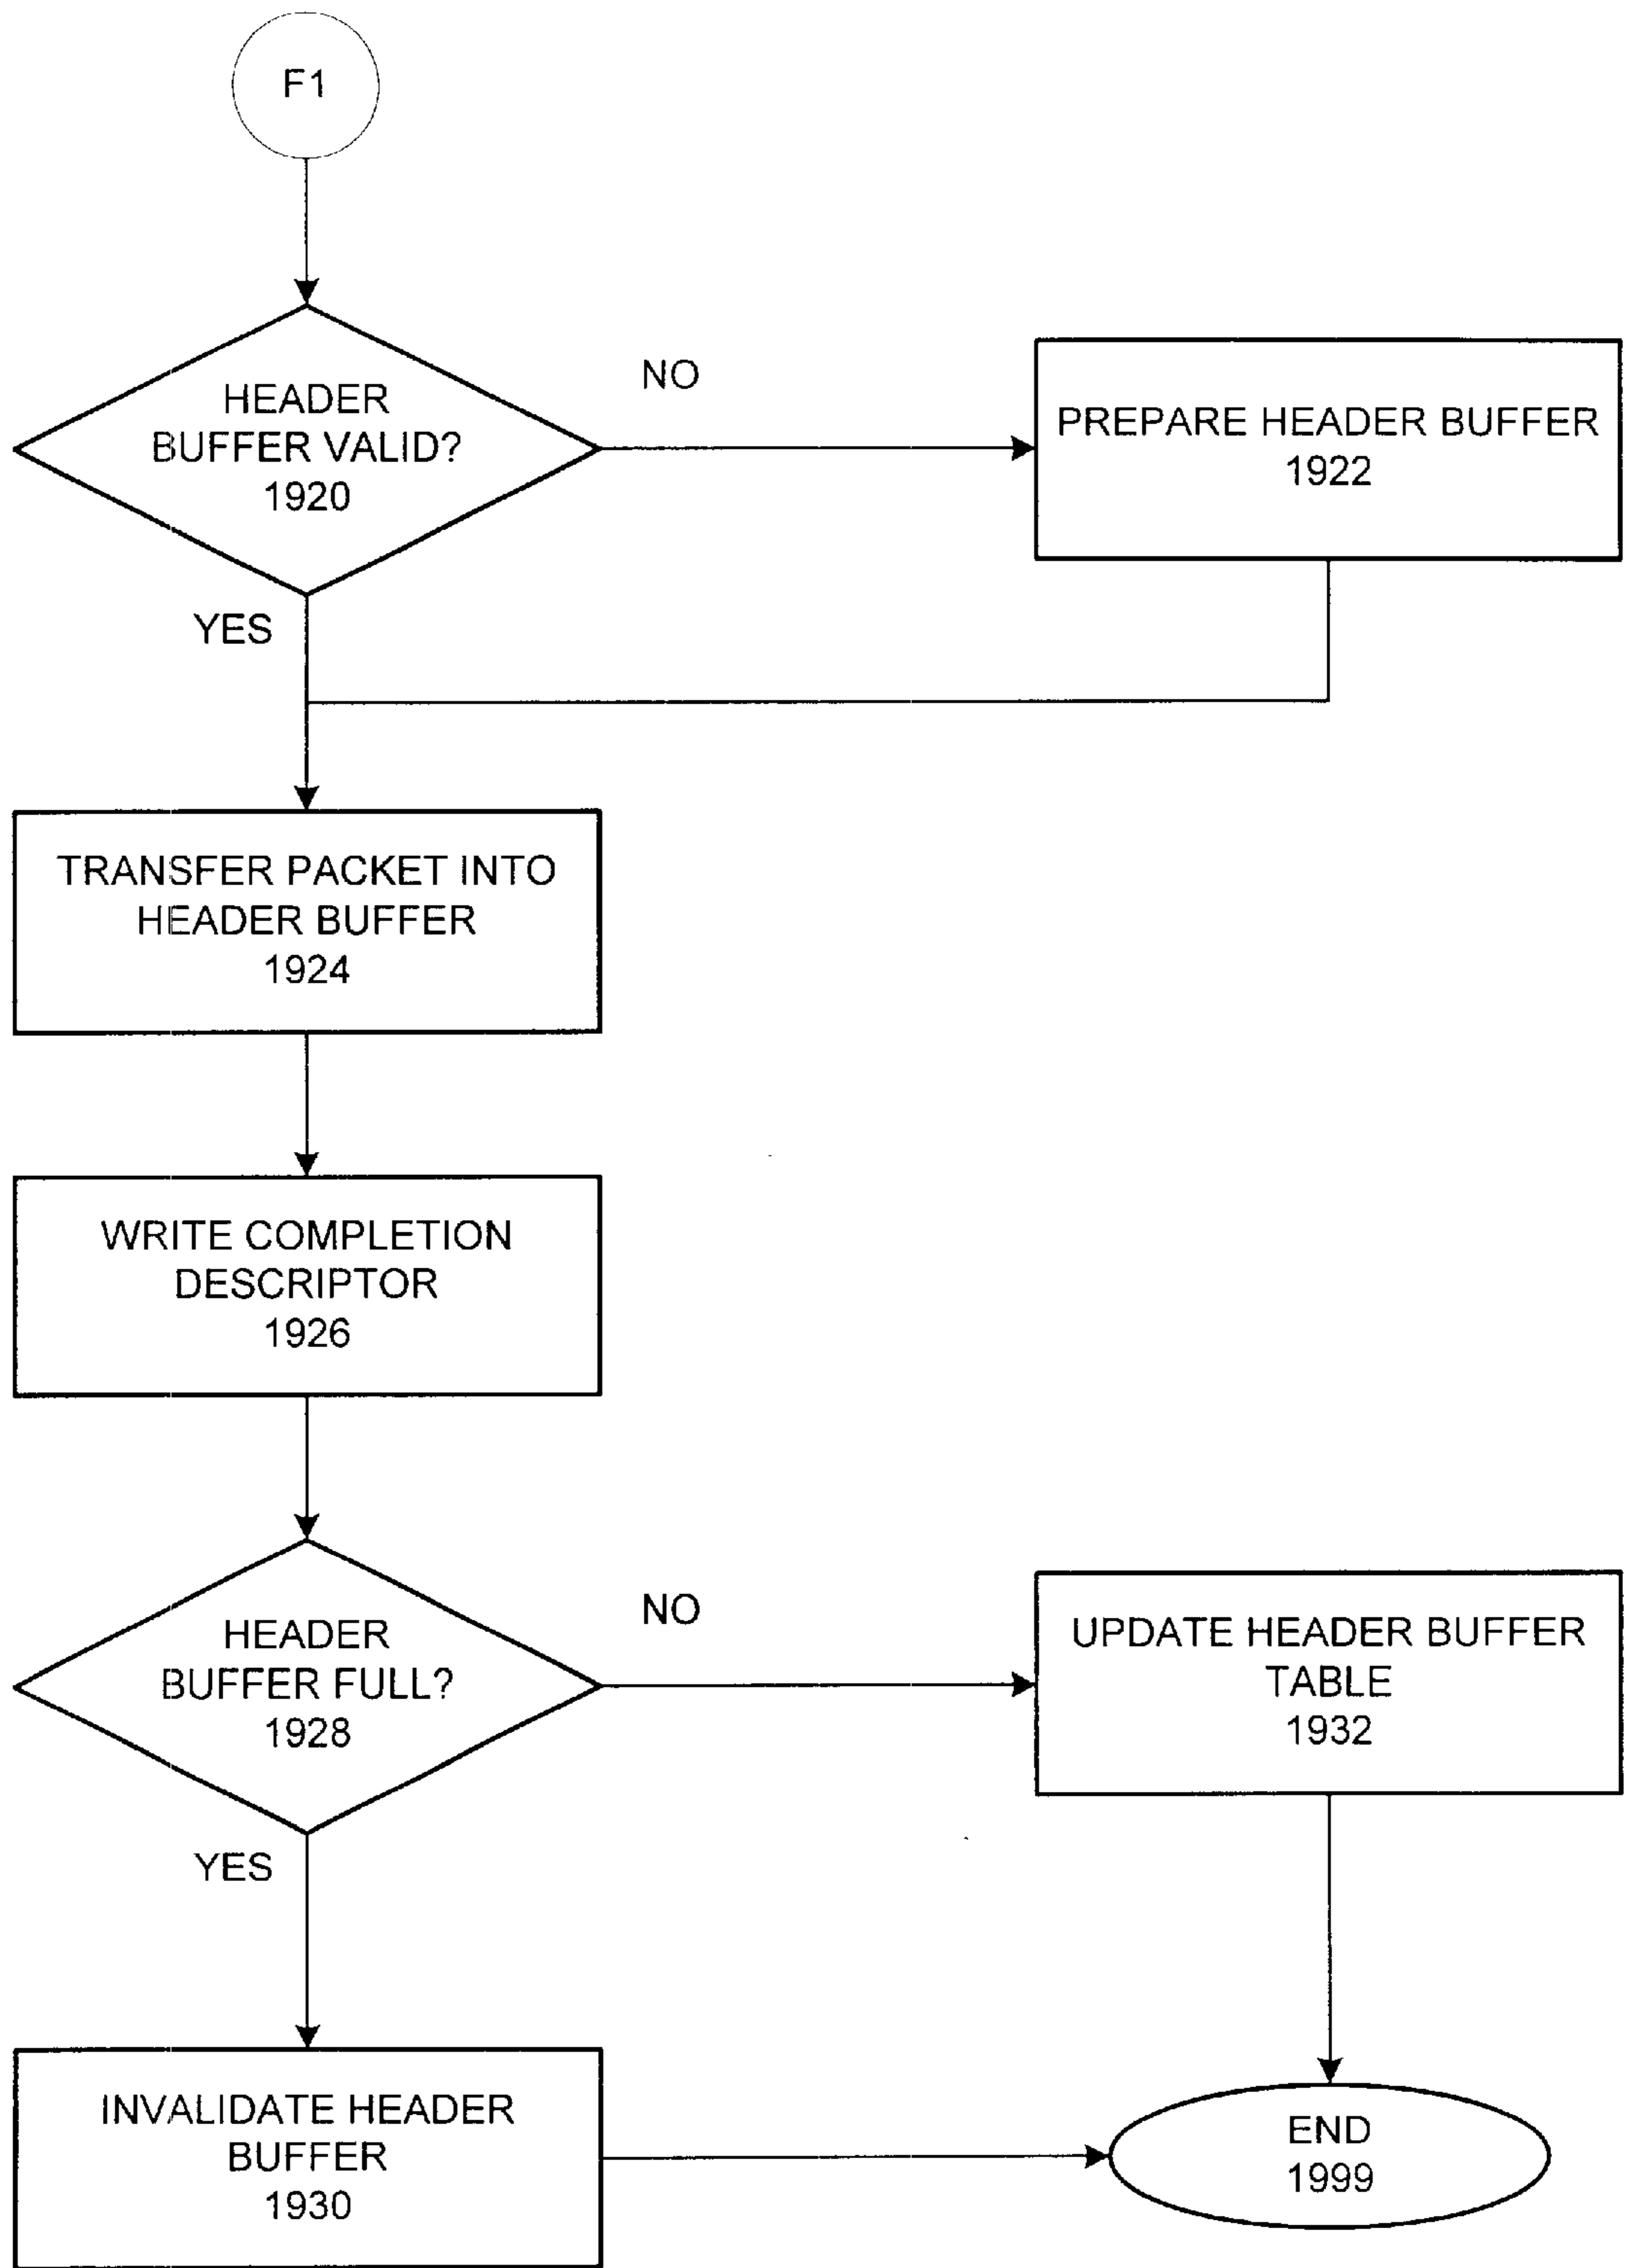 F1
HEADER
BUFFER VALID?
1920
NO
PREPARE HEADER BUFFER
1922
YES
TRANSFER PACKET INTO
HEADER BUFFER
1924
WRITE COMPLETION
DESCRIPTOR
1926
HEADER
BUFFER FULL?
1928
NO
UPDATE HEADER BUFFER
TABLE
1932
YES
INVALIDATE HEADER
BUFFER
1930
END
1999